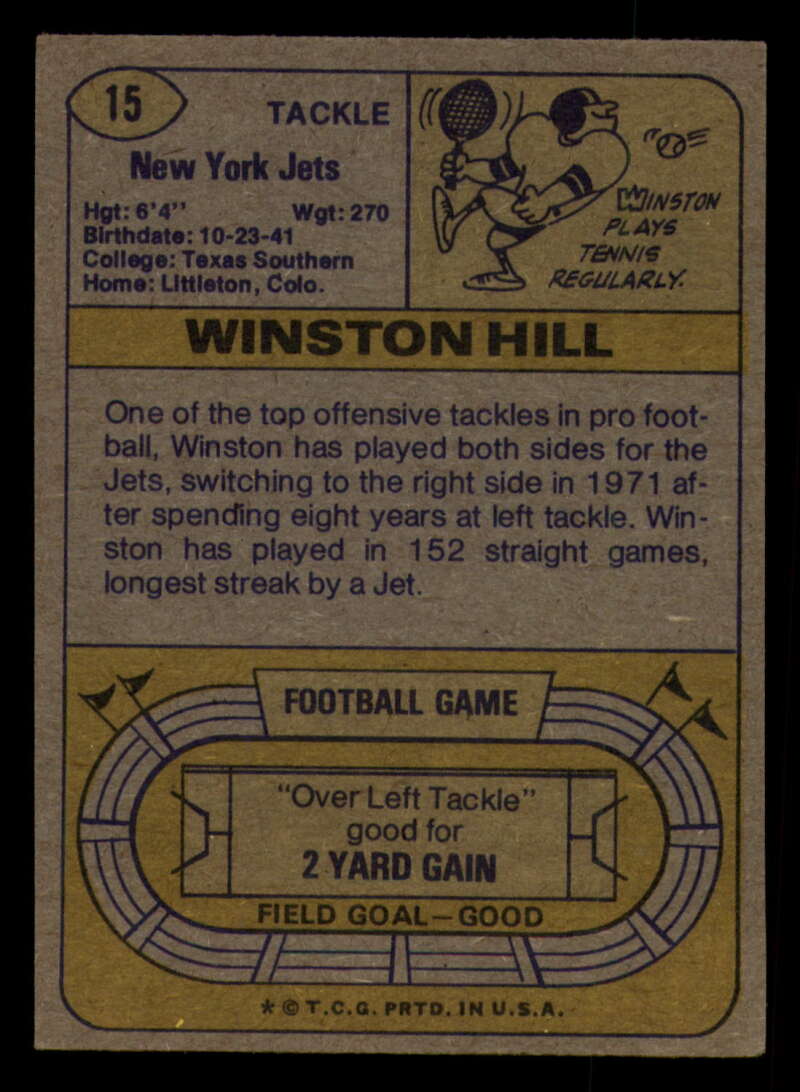 15
TACKLE
New York Jets
Hgt: 6'4" Wgt: 270
Birthdate: 10-23-41
College: Texas Southern
Home: Littleton, Colo.
WINSTON
PLAYS
TENNIS
REGULARLY.
WINSTON HILL
One of the top offensive tackles in pro foot-
ball, Winston has played both sides for the
Jets, switching to the right side in 1971 af-
ter spending eight years at left tackle. Win-
ston has played in 152 straight games,
longest streak by a Jet.
FOOTBALL GAME
"Over Left Tackle"
good for
2 YARD GAIN
FIELD GOAL—GOOD
* © T.C.G. PRTD. IN U.S.A.